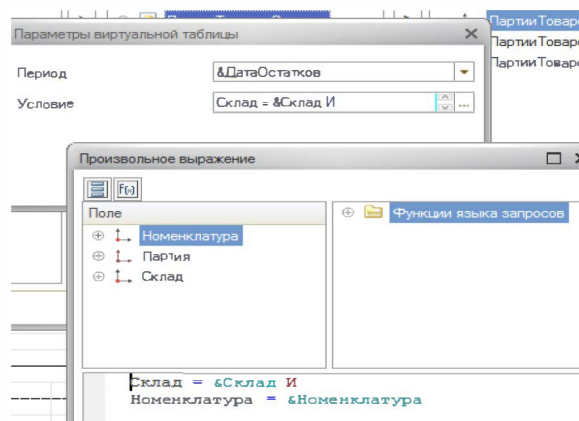 ПартииТоваро
Параметры виртуальной таблицы
ПартииТоваро
ПартииТоваро
Период
&ДатаОстатков
Условие
Склад = &Склад И
...
Произвольное выражение
Поле
Функции языка запросов
Номенклатура
Партия
Склад
Склад = &Склад И
Номенклатура = &Номенклатура